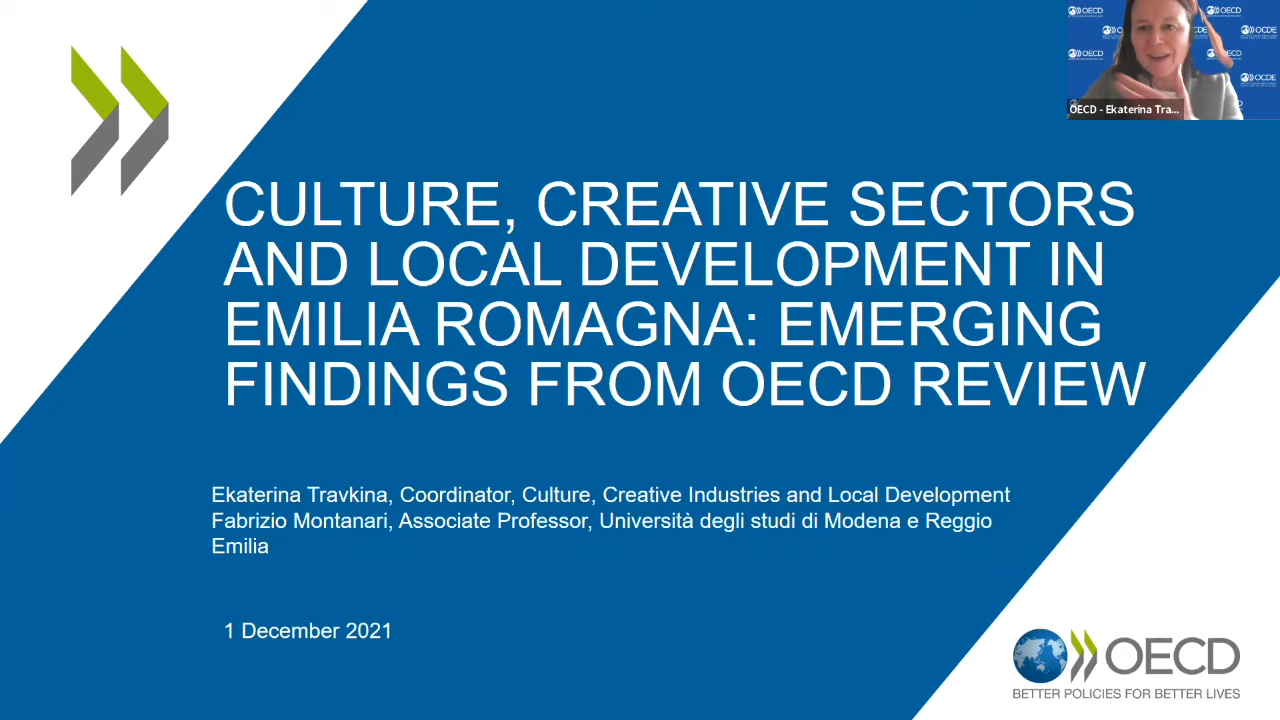 OECD
OECD
OCDE
OECD
OECD
OCDE
OECD - Ekaterina Tra...
CULTURE, CREATIVE SECTORS
AND LOCAL DEVELOPMENT IN
EMILIA ROMAGNA: EMERGING
FINDINGS FROM OECD REVIEW
Ekaterina Travkina, Coordinator, Culture, Creative Industries and Local Development
Fabrizio Montanari, Associate Professor, Università degli studi di Modena e Reggio
Emilia
1 December 2021
OECD
BETTER POLICIES FOR BETTER LIVES